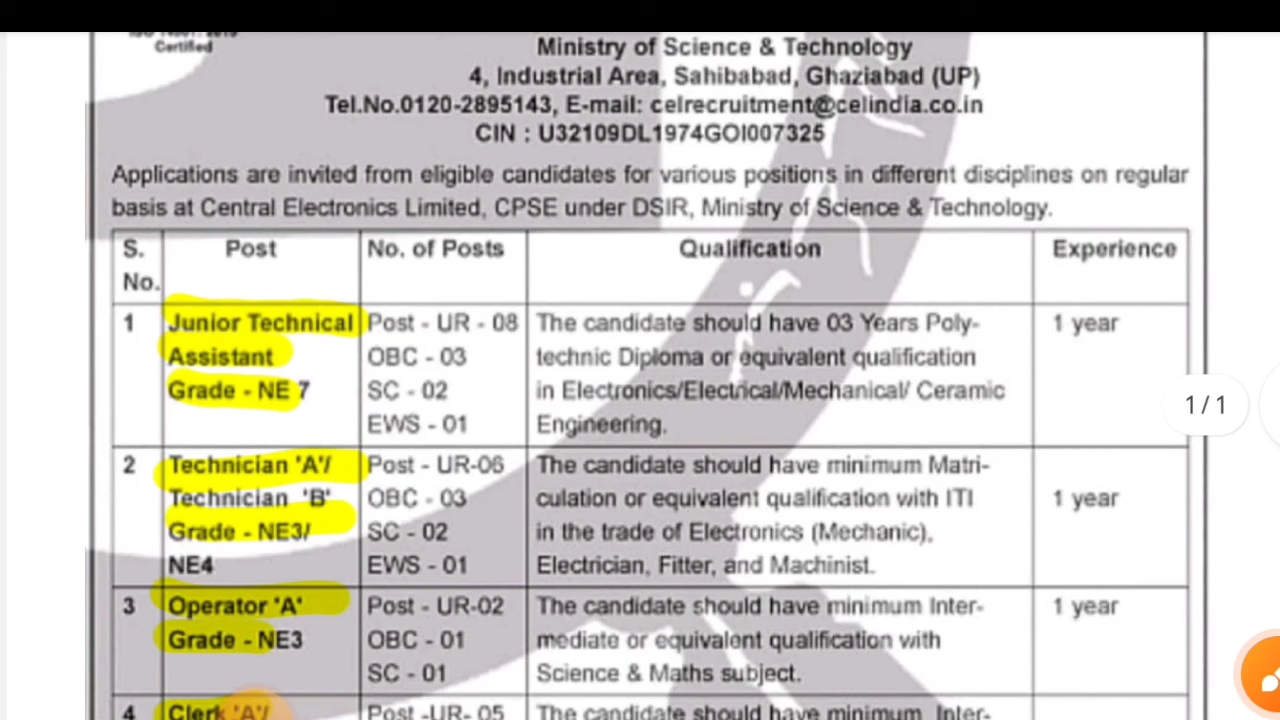 Certified
Ministry of Science & Technology
4, Industrial Area, Sahibabad, Ghaziabad (UP)
Tel.No.0120-2895143, E-mail: celrecruitment@celindia.co.in
CIN : U32109DL1974GOI007325
Applications are invited from eligible candidates for various positions in different disciplines on regular
basis at Central Electronics Limited, CPSE under DSIR, Ministry of Science & Technology.
S. No. Post No. of Posts Qualification Experience
1 Junior Technical Post - UR - 08 The candidate should have 03 Years Poly- 1 year
Assistant OBC - 03 technic Diploma or equivalent qualification
Grade - NE 7 SC - 02 in Electronics/Electrical/Mechanical/ Ceramic
EWS - 01 Engineering.
1/1
2 Technician 'A'/ Post - UR-06 The candidate should have minimum Matri-
Technician 'B' OBC - 03 culation or equivalent qualification with ITI 1 year
Grade - NE3/ SC - 02 in the trade of Electronics (Mechanic),
NE4 EWS - 01 Electrician, Fitter, and Machinist.
3 Operator 'A' Post - UR-02 The candidate should have minimum Inter- 1 year
Grade - NE3 OBC - 01 mediate or equivalent qualification with
SC - 01 Science & Maths subject.
4 Clerk 'A'/ Post -UR- 05 The candidate should have minimum Inter-